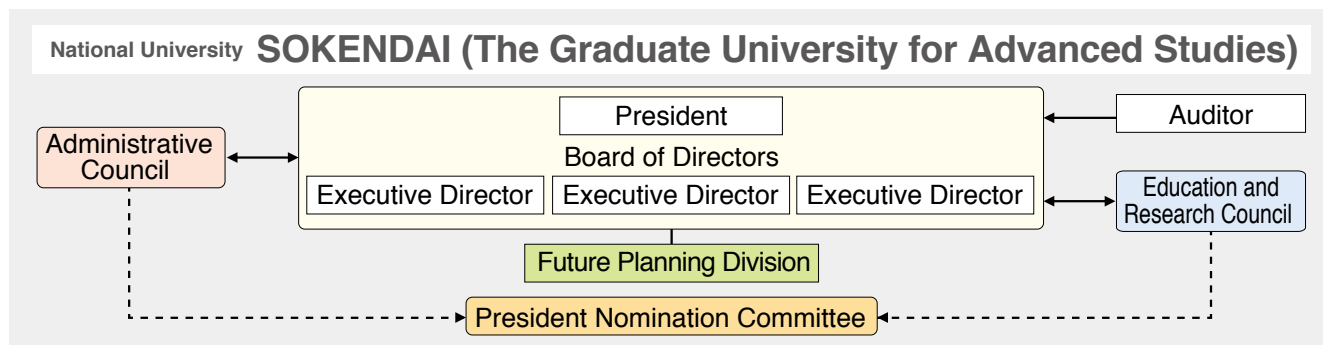 National University SOKENDAI (The Graduate University for Advanced Studies)
President
Auditor
Administrative
Council
Board of Directors
Executive Director
Executive Director
Executive Director
Education and
Research Council
Future Planning Division
President Nomination Committee